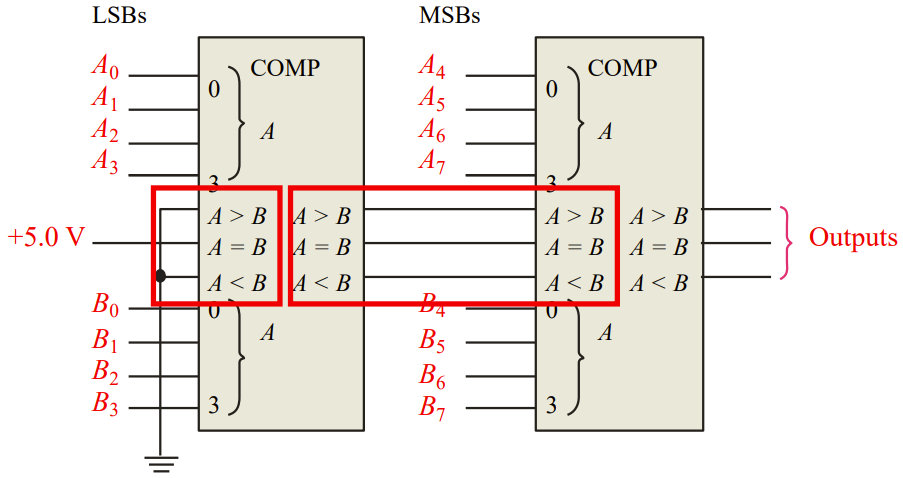 LSBs
MSBs
A0
A1
A2
A3
COMP
0
A
3
A4
A5
A6
A7
COMP
0
A
3
+5.0 V
A > B
A = B
A < B
A > B
A = B
A < B
A > B
A = B
A < B
A > B
A = B
A < B
Outputs
B0
B1
B2
B3
0
A
3
B4
B5
B6
B7
0
A
3